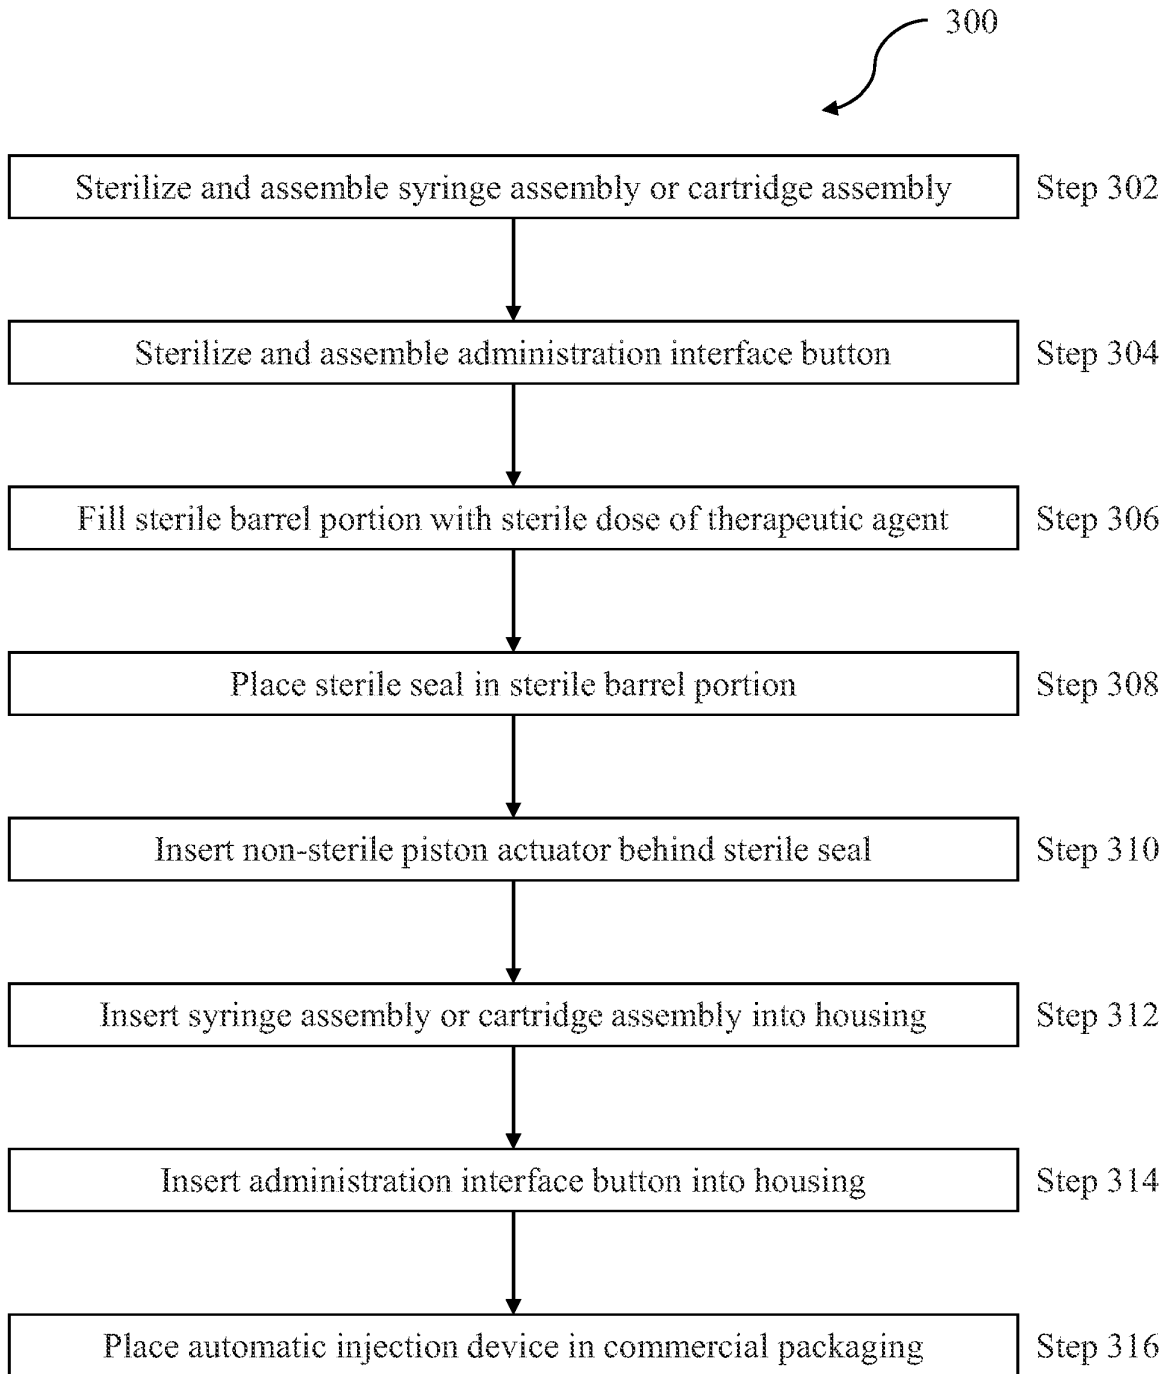 300
Sterilize and assemble syringe assembly or cartridge assembly Step 302
Sterilize and assemble administration interface button Step 304
Fill sterile barrel portion with sterile dose of therapeutic agent Step 306
Place sterile seal in sterile barrel portion Step 308
Insert non-sterile piston actuator behind sterile seal Step 310
Insert syringe assembly or cartridge assembly into housing Step 312
Insert administration interface button into housing Step 314
Place automatic injection device in commercial packaging Step 316